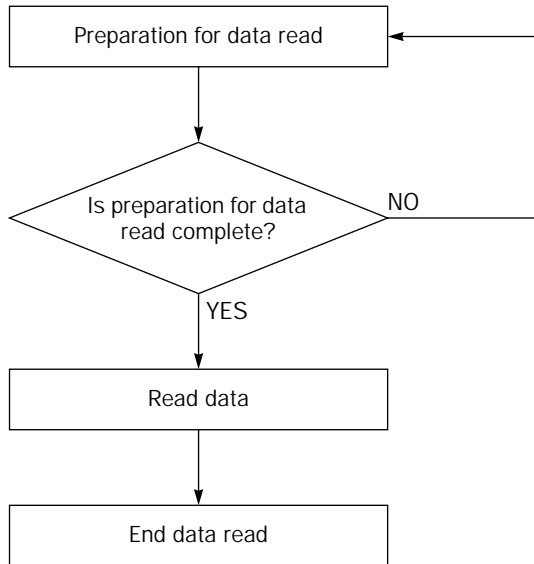 Preparation for data read
Is preparation for data
read complete?
NO
YES
Read data
End data read